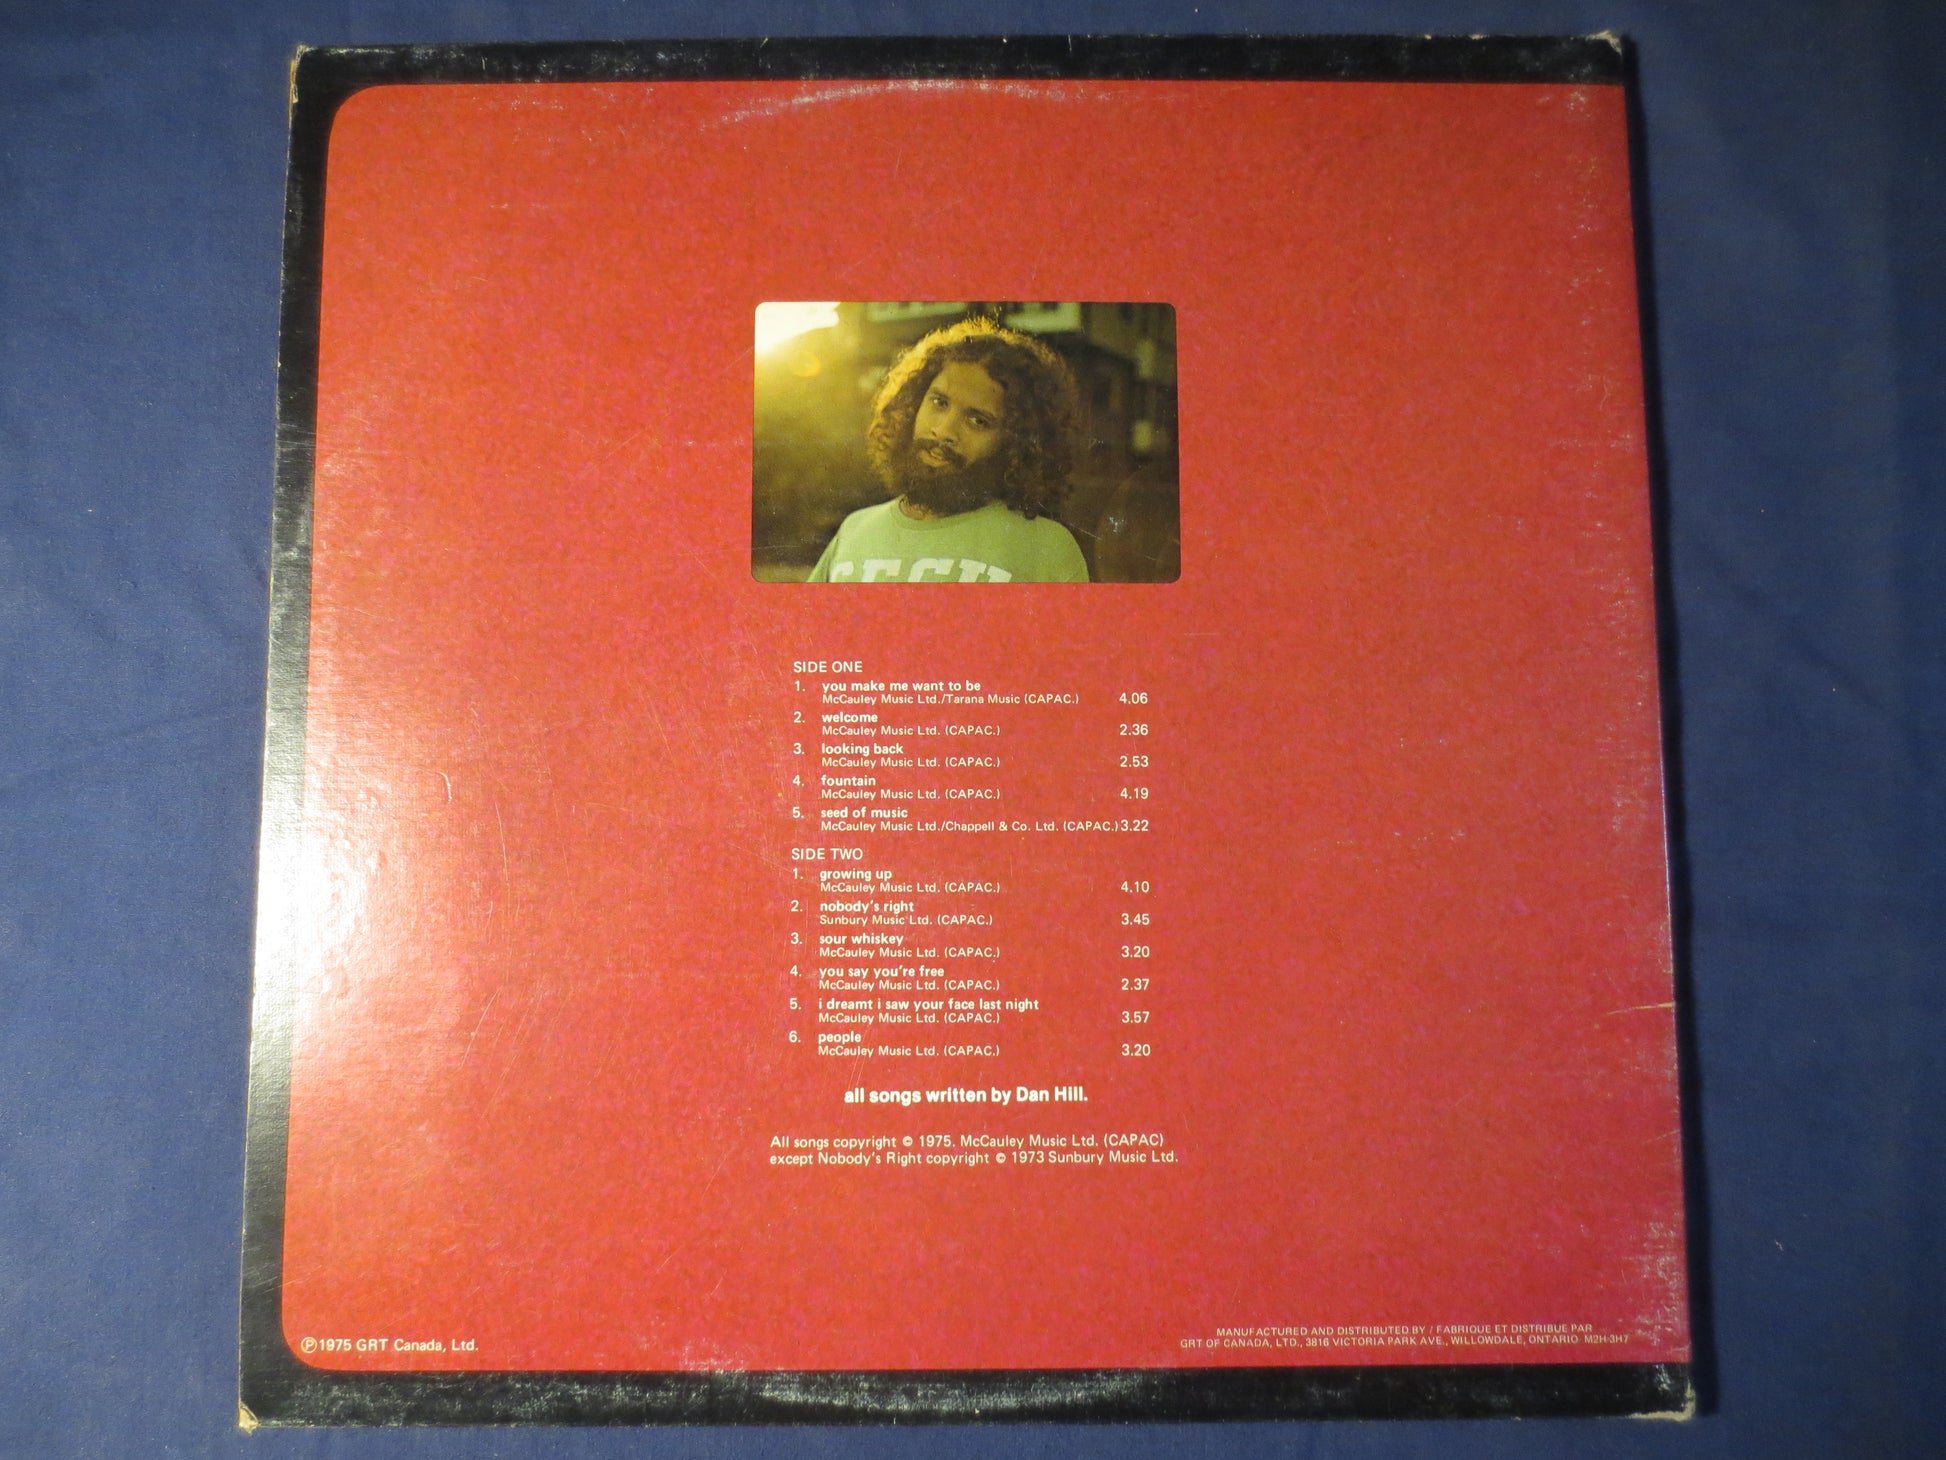 SIDE ONE
1. you make me want to be
McCauley Music Ltd./Tarana Music (CAPAC.) 4.06
2. welcome
McCauley Music Ltd. (CAPAC.) 2.36
3. looking back
McCauley Music Ltd. (CAPAC.) 2.53
4. fountain
McCauley Music Ltd. (CAPAC.) 4.19
5. seed of music
McCauley Music Ltd./Chappell & Co. Ltd. (CAPAC.) 3.22
SIDE TWO
1. growing up
McCauley Music Ltd. (CAPAC.) 4.10
2. nobody's right
Sunbury Music Ltd. (CAPAC.) 3.45
3. sour whiskey
McCauley Music Ltd. (CAPAC.) 3.20
4. you say you're free
McCauley Music Ltd. (CAPAC.) 2.37
5. i dreamt i saw your face last night
McCauley Music Ltd. (CAPAC.) 3.57
6. people
McCauley Music Ltd. (CAPAC.) 3.20
all songs written by Dan Hill.
All songs copyright © 1975. McCauley Music Ltd. (CAPAC)
except Nobody's Right copyright © 1973 Sunbury Music Ltd.
℗1975 GRT Canada, Ltd.
MANUFACTURED AND DISTRIBUTED BY / FABRIQUE ET DISTRIBUE PAR
GRT OF CANADA, LTD., 3816 VICTORIA PARK AVE., WILLOWDALE, ONTARIO M2H-3H7